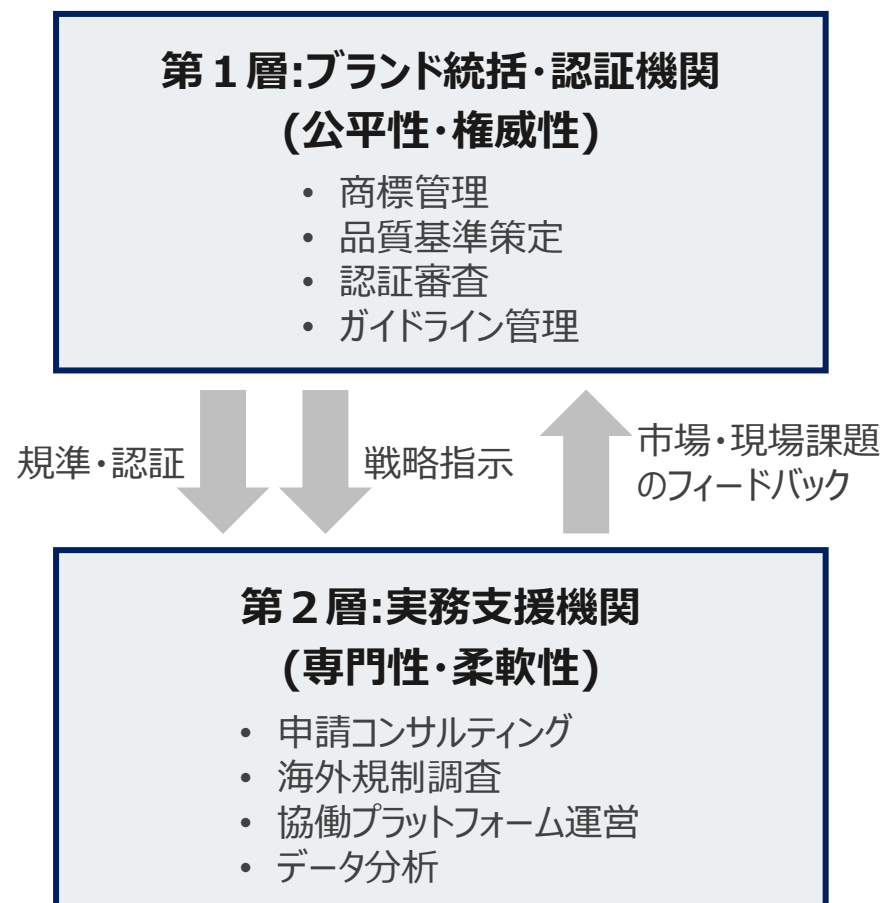 第１層:ブランド統括･認証機関
(公平性･権威性)
• 商標管理
• 品質基準策定
• 認証審査
• ガイドライン管理
規準･認証
戦略指示
市場･現場課題
のフィードバック
第２層:実務支援機関
(専門性･柔軟性)
• 申請コンサルティング
• 海外規制調査
• 協働プラットフォーム運営
• データ分析